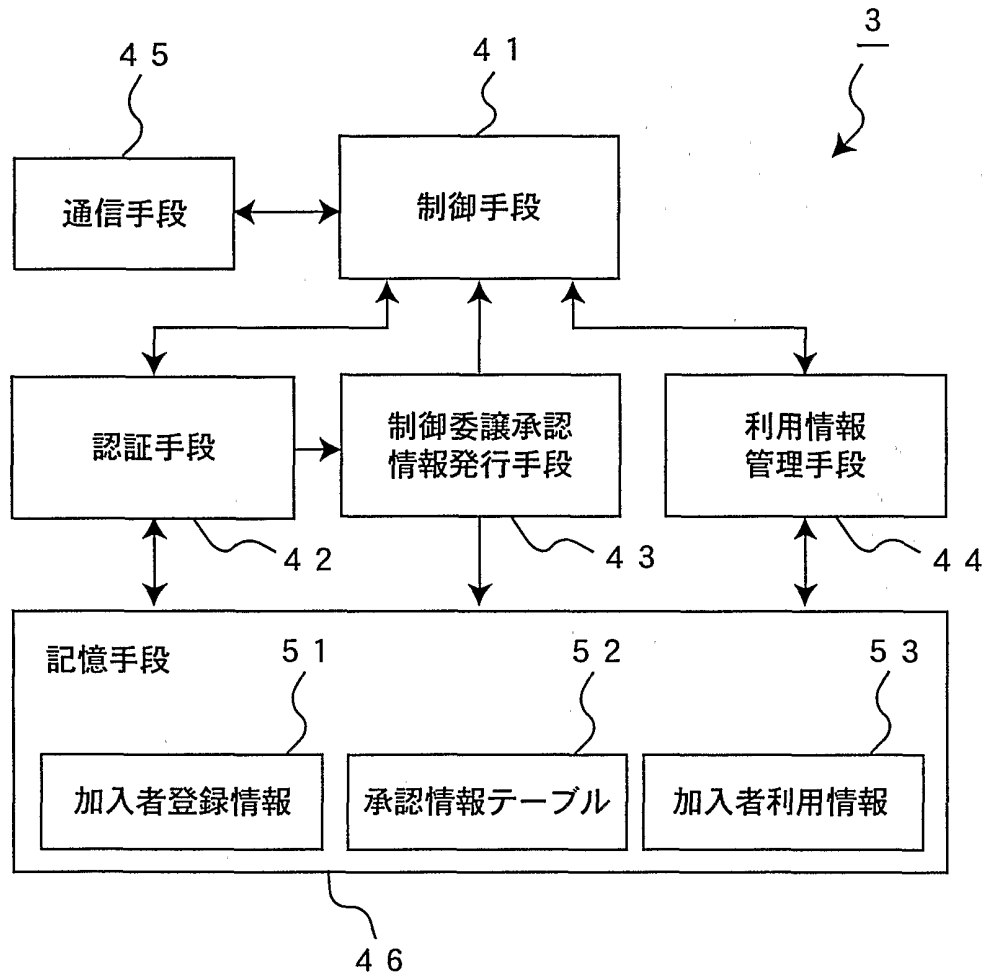 3
45
41
通信手段
制御手段
認証手段
制御委譲承認
情報発行手段
利用情報
管理手段
42
43
44
記憶手段
51
52
53
加入者登録情報
承認情報テーブル
加入者利用情報
46